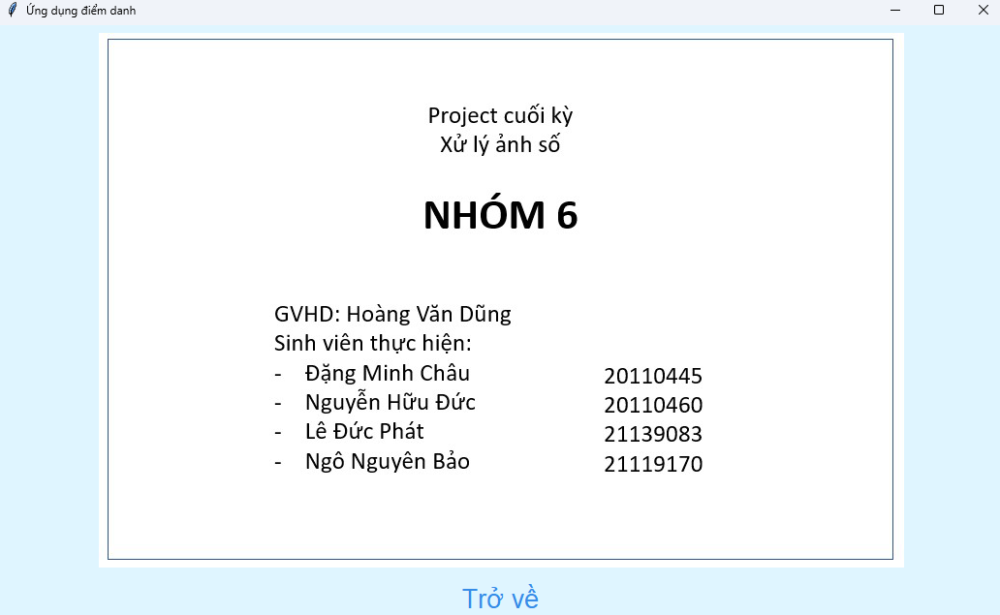 Ứng dụng điểm danh
Project cuối kỳ
Xử lý ảnh số
NHÓM 6
GVHD: Hoàng Văn Dũng
Sinh viên thực hiện:
- Đặng Minh Châu 20110445
- Nguyễn Hữu Đức 20110460
- Lê Đức Phát 21139083
- Ngô Nguyên Bảo 21119170
Trở về